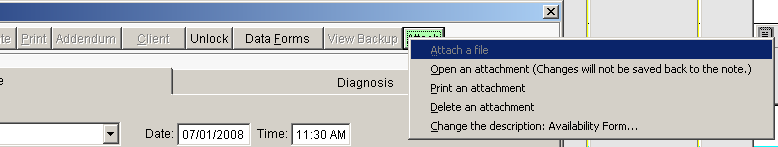 Print Addendum Client Unlock Data Forms View Backup
Attach a file
Open an attachment (Changes will not be saved back to the note.)
Diagnosis
Print an attachment
Delete an attachment
Date: 07/01/2008 Time: 11:30 AM
Change the description: Availability Form...